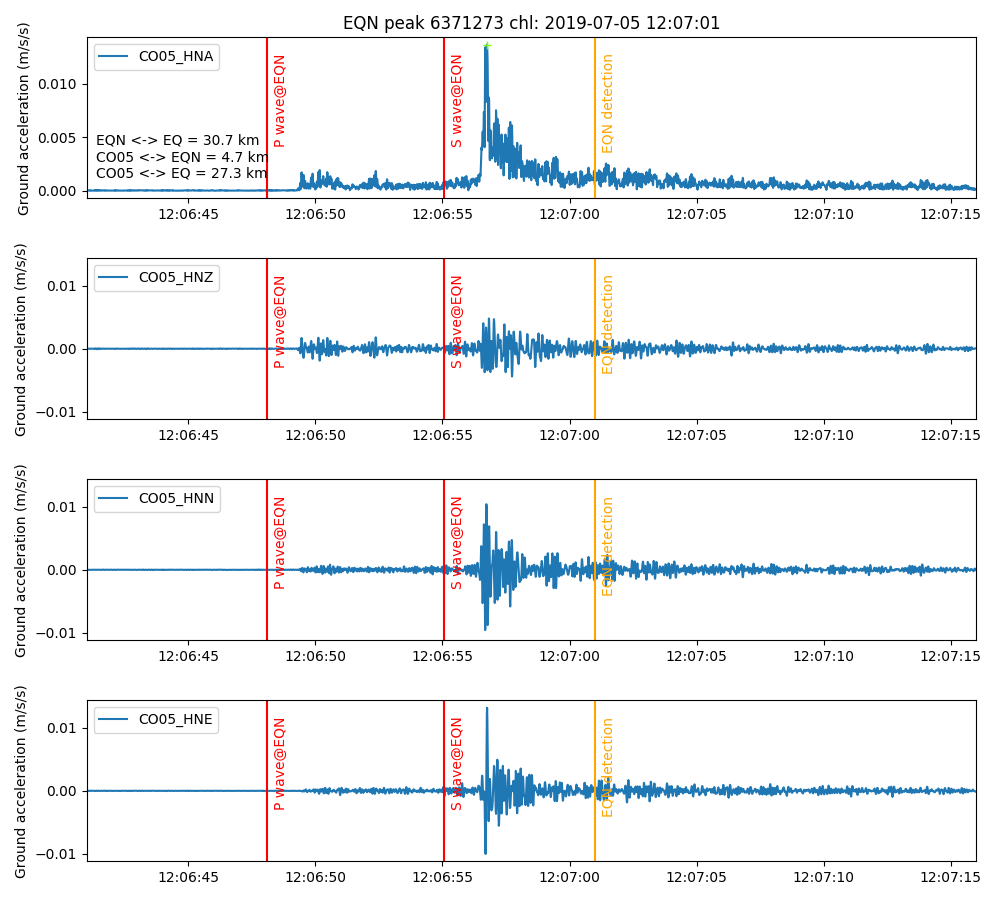 EQN peak 6371273 chl: 2019-07-05 12:07:01
Ground acceleration (m/s/s)
CO05_HNA
P wave@EQN
S wave@EQN
EQN detection
EQN <-> EQ = 30.7 km
CO05 <-> EQN = 4.7 km
CO05 <-> EQ = 27.3 km
0.010
0.005
0.000
12:06:45 12:06:50 12:06:55 12:07:00 12:07:05 12:07:10 12:07:15
Ground acceleration (m/s/s)
CO05_HNZ
P wave@EQN
S wave@EQN
EQN detection
0.01
0.00
−0.01
12:06:45 12:06:50 12:06:55 12:07:00 12:07:05 12:07:10 12:07:15
Ground acceleration (m/s/s)
CO05_HNN
P wave@EQN
S wave@EQN
EQN detection
0.01
0.00
−0.01
12:06:45 12:06:50 12:06:55 12:07:00 12:07:05 12:07:10 12:07:15
Ground acceleration (m/s/s)
CO05_HNE
P wave@EQN
S wave@EQN
EQN detection
0.01
0.00
−0.01
12:06:45 12:06:50 12:06:55 12:07:00 12:07:05 12:07:10 12:07:15